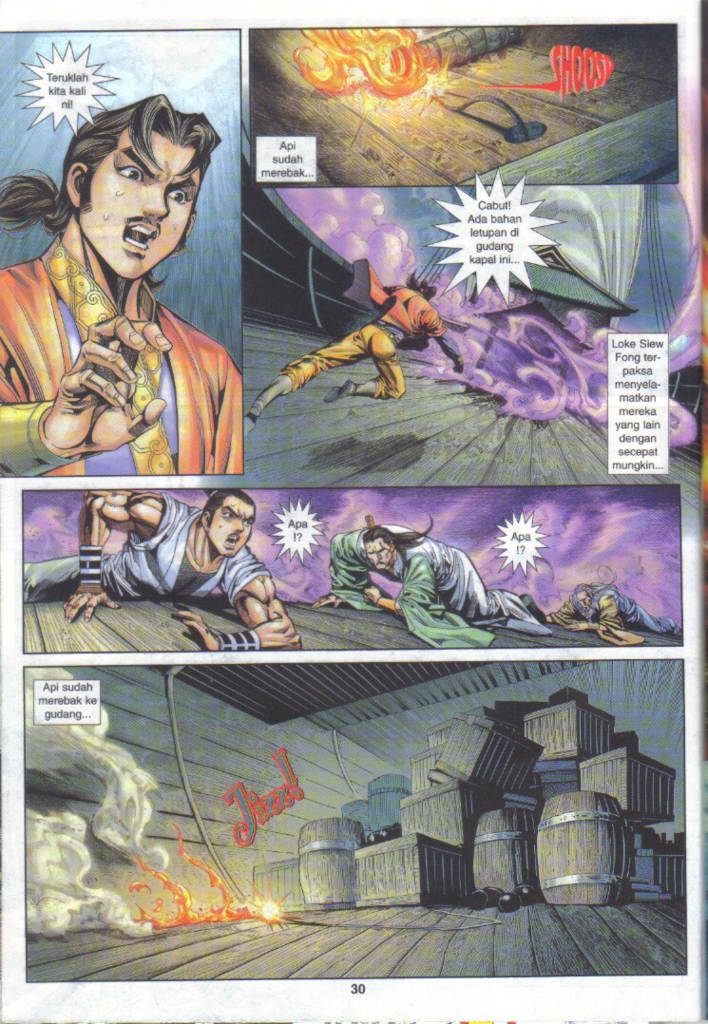 Teruklah
kita kali
ni!
SHOOSH
Api
sudah
merebak...
Cabut!
Ada bahan
letupan di
gudang
kapal ini...
Loke Siew
Fong ter-
paksa
menyela-
matkan
mereka
yang lain
dengan
secepat
mungkin...
Apa
!?
Apa
!?
Api sudah
merebak ke
gudang...
Jizzz!
30